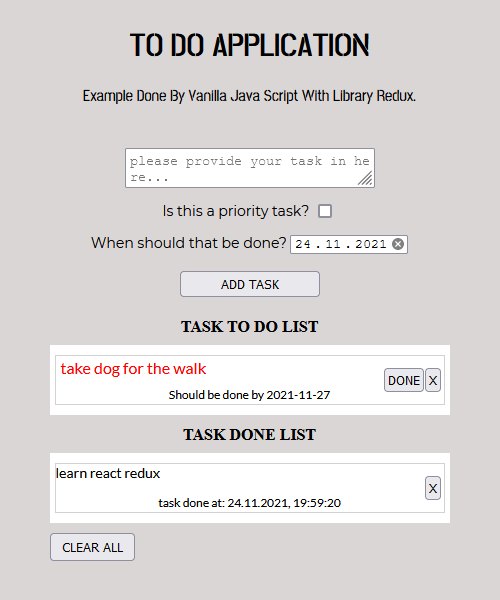 TO DO APPLICATION
Example Done By Vanilla Java Script With Library Redux.
please provide your task in he
re...
Is this a priority task?
When should that be done? 24 . 11 . 2021
ADD TASK
TASK TO DO LIST
take dog for the walk
DONE X
Should be done by 2021-11-27
TASK DONE LIST
learn react redux
X
task done at: 24.11.2021, 19:59:20
CLEAR ALL